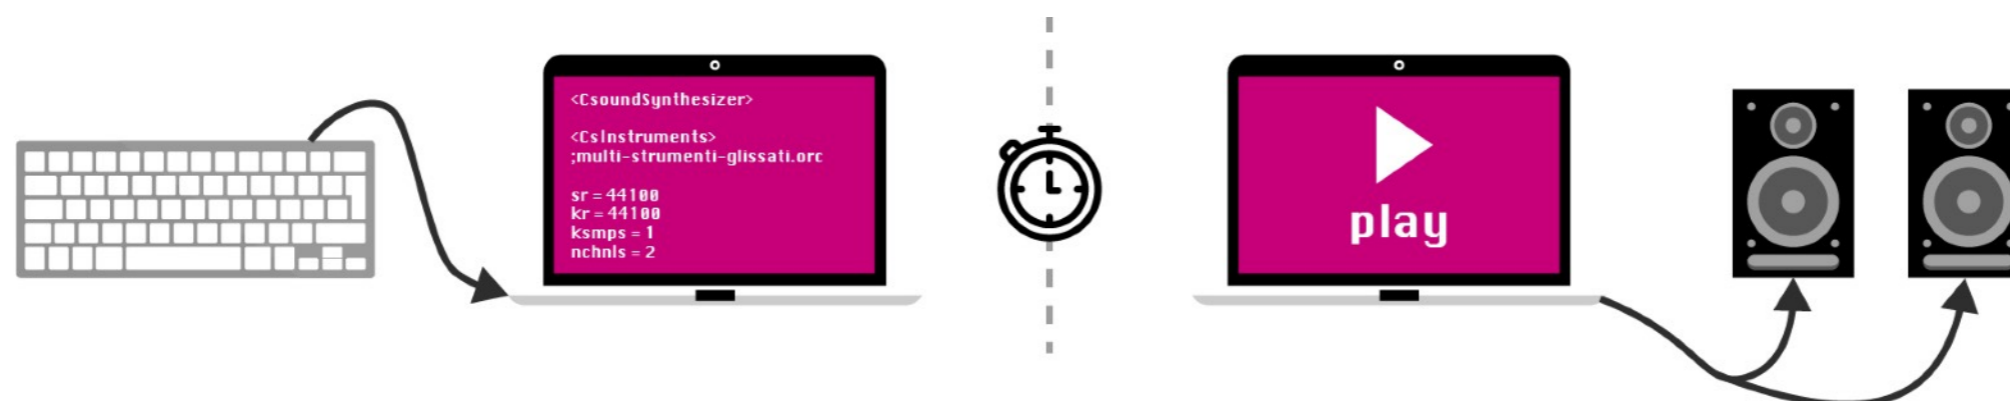 <CsoundSynthesizer>
<CsInstruments>
;multi-strumenti-glissati.orc
sr = 44100
kr = 44100
ksmps = 1
nchnls = 2
play